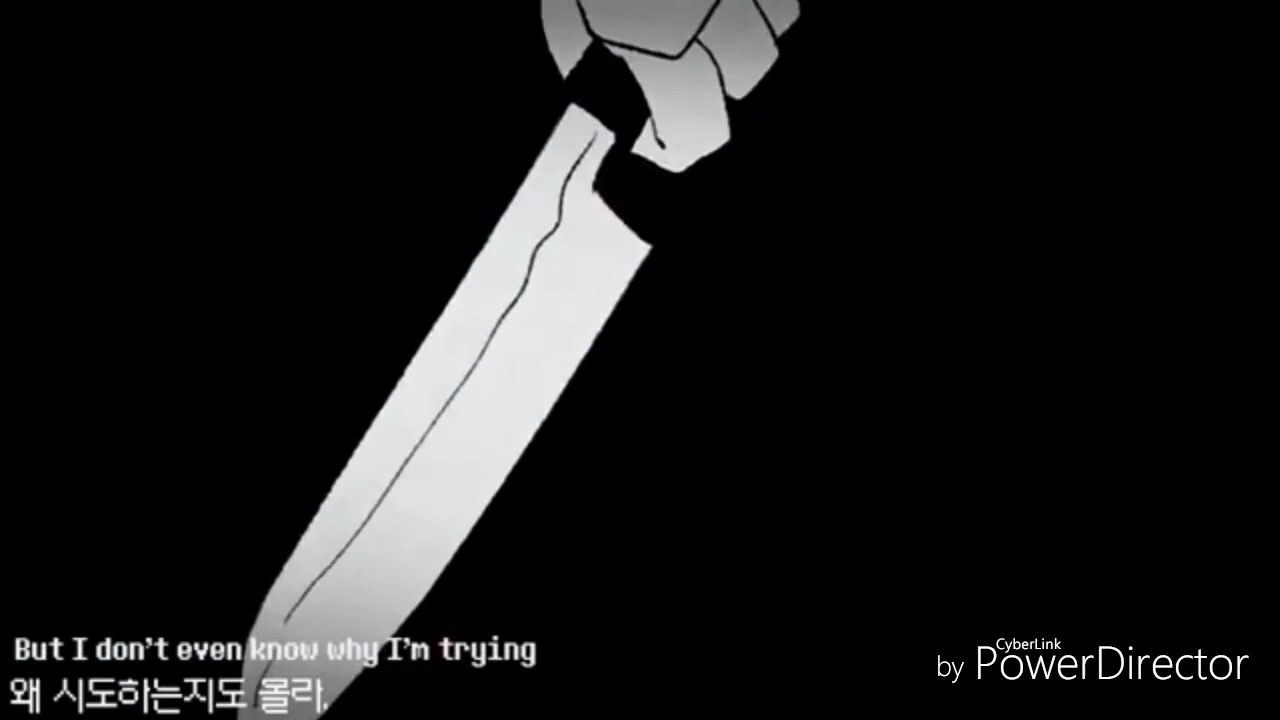 But I don't even know why I'm trying
왜 시도하는지도 몰라.
CyberLink
by PowerDirector